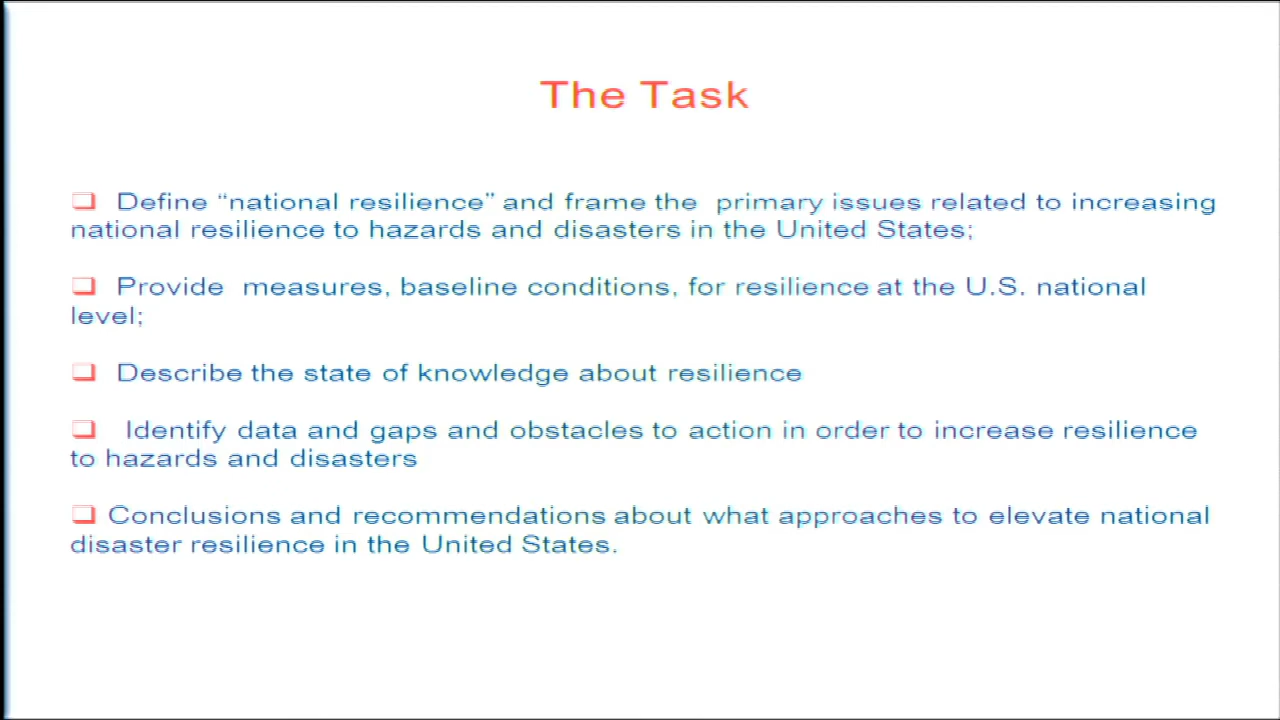 The Task
❑ Define “national resilience” and frame the primary issues related to increasing
national resilience to hazards and disasters in the United States;
❑ Provide measures, baseline conditions, for resilience at the U.S. national
level;
❑ Describe the state of knowledge about resilience
❑ Identify data and gaps and obstacles to action in order to increase resilience
to hazards and disasters
❑ Conclusions and recommendations about what approaches to elevate national
disaster resilience in the United States.